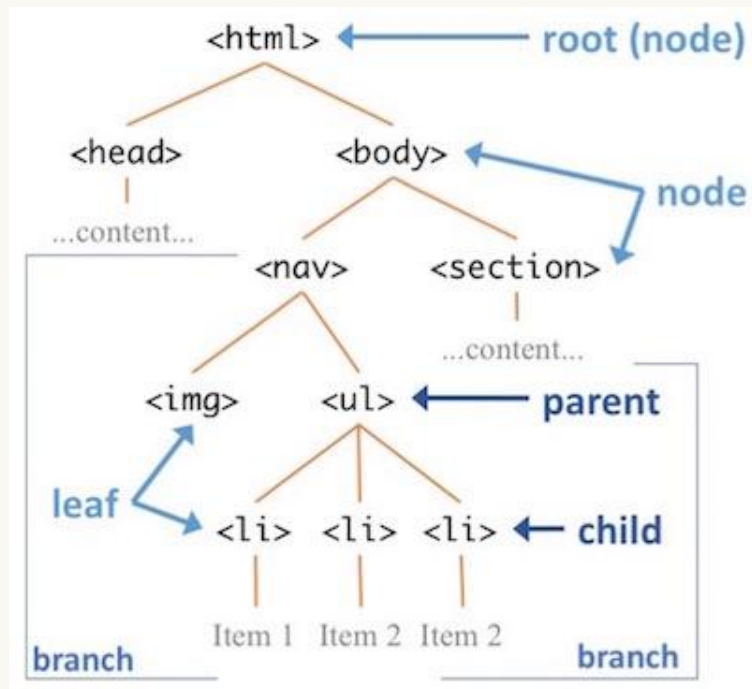 <html> root (node)
<head> <body>
node
...content...
<nav> <section>
...content...
<img> <ul> parent
leaf
<li> <li> <li> child
Item 1 Item 2 Item 2
branch branch